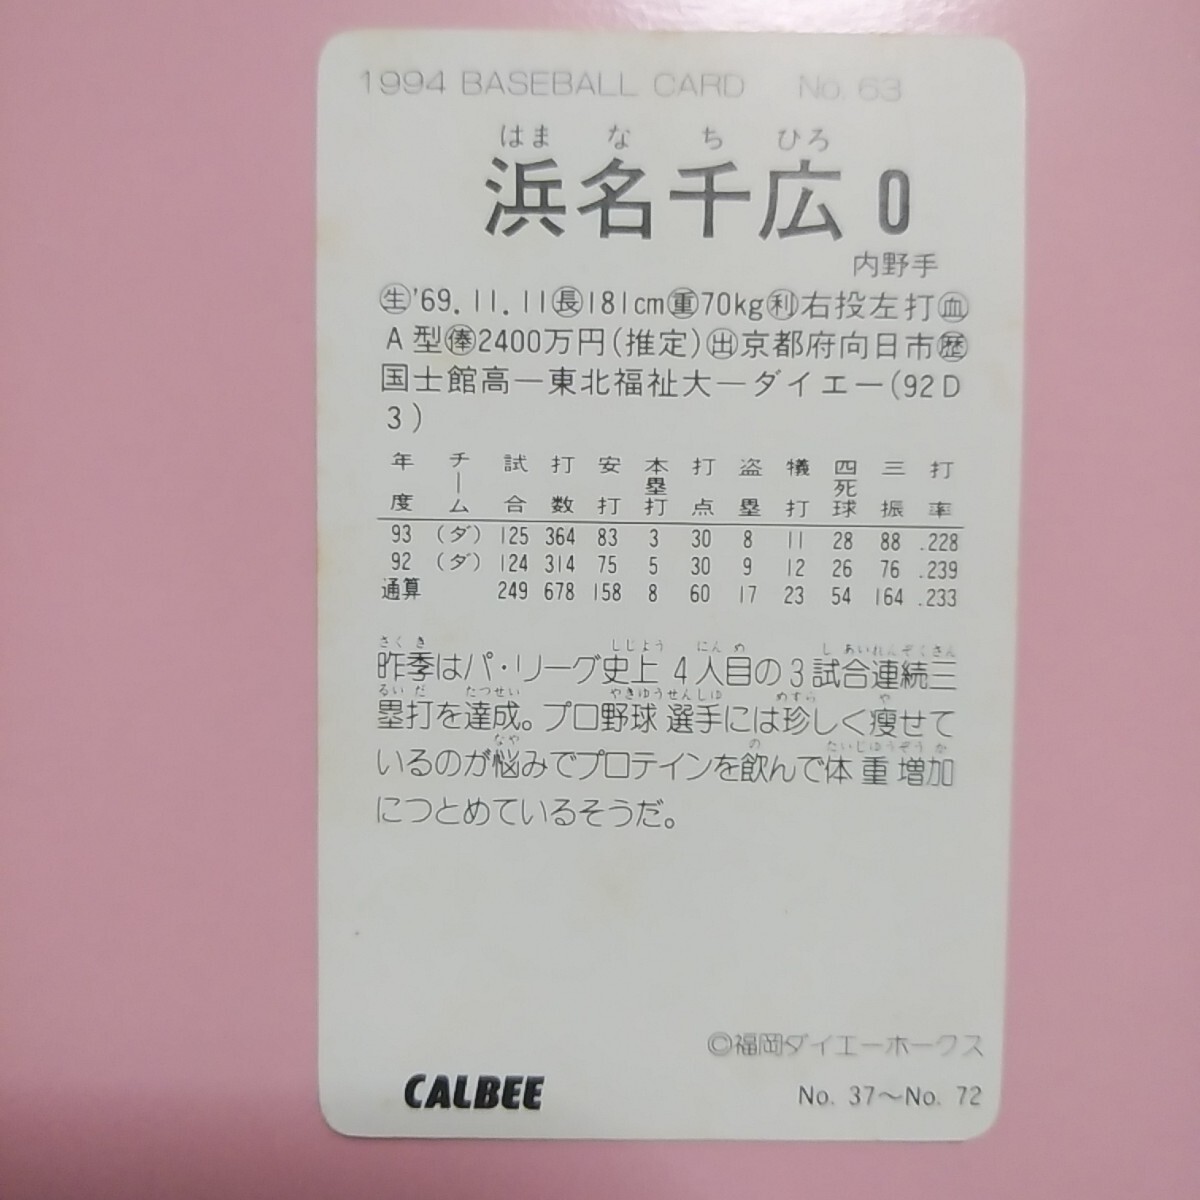 1994 BASEBALL CARD No. 63
はま な ち ひろ
浜名千広 0
内野手
㊤'69.11.11㊐181cm㊥70kg㊨右投左打㊩
A型㊫2400万円(推定)㊬京都府向日市㊭
国士館高ー東北福祉大ーダイエー(92D
3)
年度 チーム 試合 打数 安打 本塁打 打点 盗塁 犠打 四死球 三振 打率
93 (ダ) 125 364 83 3 30 8 11 28 88 .228
92 (ダ) 124 314 75 5 30 9 12 26 76 .239
通算 249 678 158 8 60 17 23 54 164 .233
さくき しじよう にんめ しあいれんぞくさん
昨季はパ・リーグ史上4人目の3試合連続三
るいだ たつせい やきゆうせんしゆ めずら や
塁打を達成。プロ野球選手には珍しく痩せて
なや の たいじゆうぞうか
いるのが悩みでプロテインを飲んで体重増加
につとめているそうだ。
©福岡ダイエーホークス
CALBEE
No. 37～No. 72